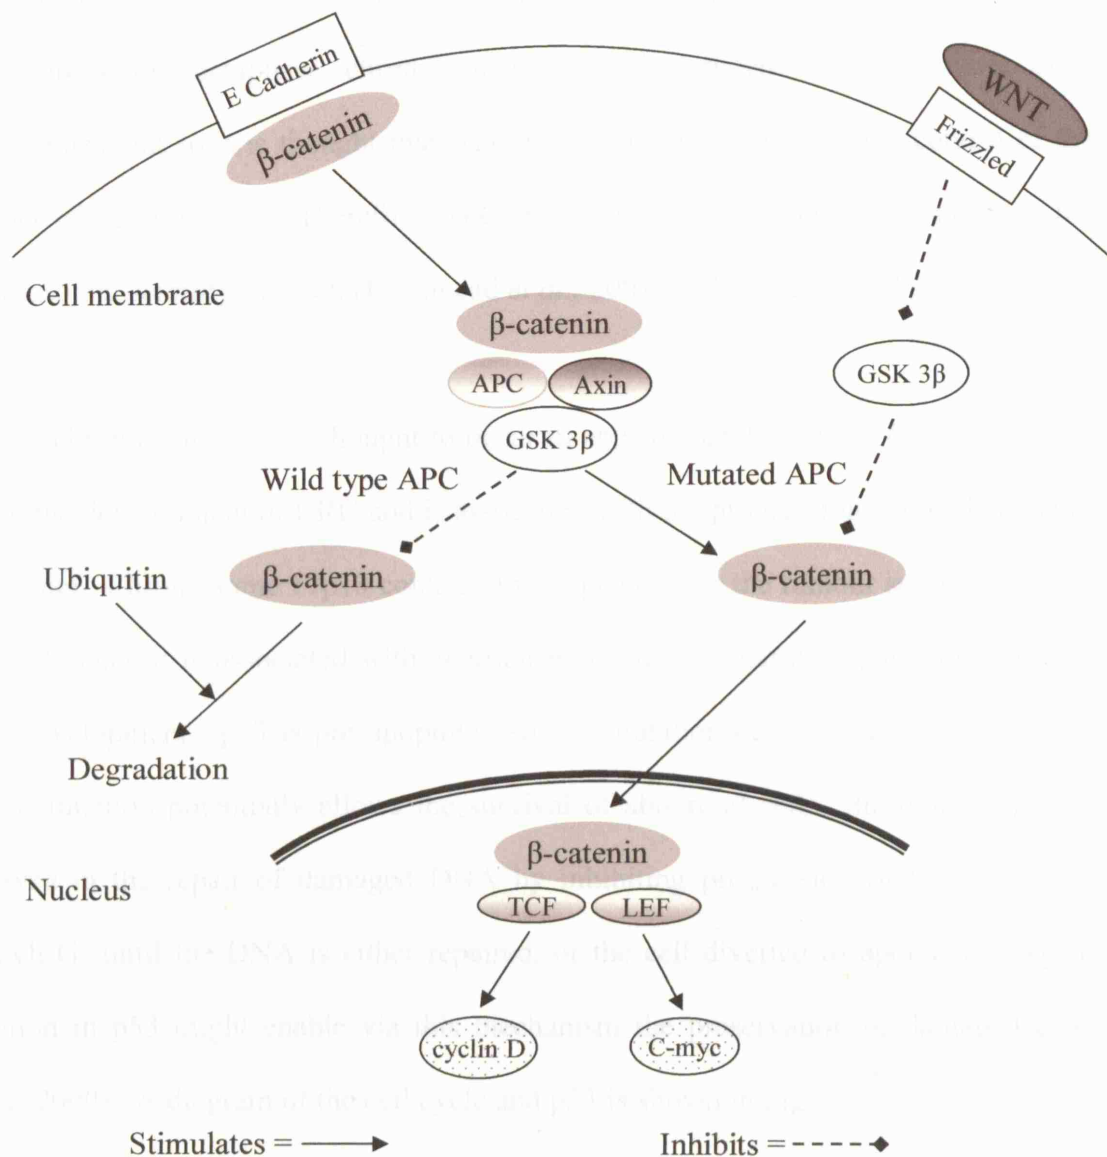 E Cadherin
β-catenin
WNT
Frizzled
Cell membrane
β-catenin
APC
Axin
GSK 3β
GSK 3β
Wild type APC
Mutated APC
Ubiquitin
β-catenin
β-catenin
Degradation
β-catenin
Nucleus
TCF
LEF
cyclin D
C-myc
Stimulates =
Inhibits =